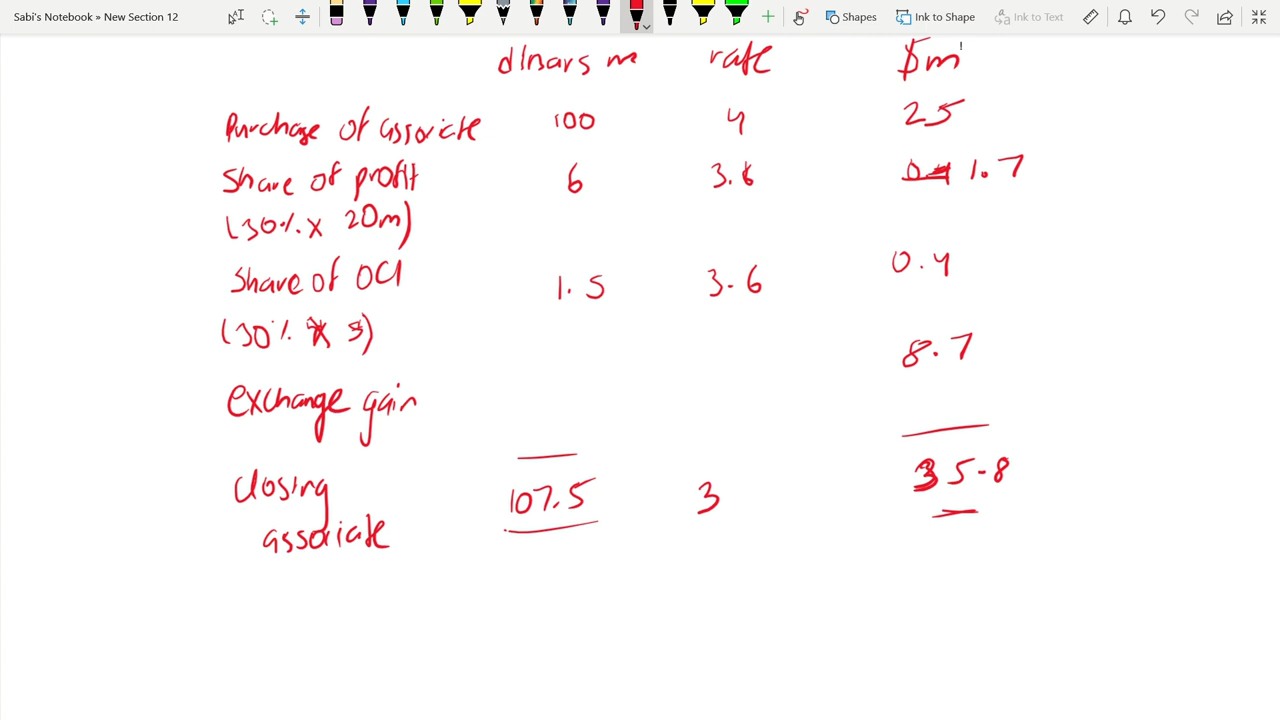 Sabi's Notebook » New Section 12
Shapes Ink to Shape Ink to Text
dinars m rate $m
Purchase of associate 100 4 25
Share of profit 6 3.6 1.7
(30% x 20m)
Share of OCI 1.5 3.6 0.4
(30% x 5)
8.7
exchange gain
closing 107.5 3 35.8
associate